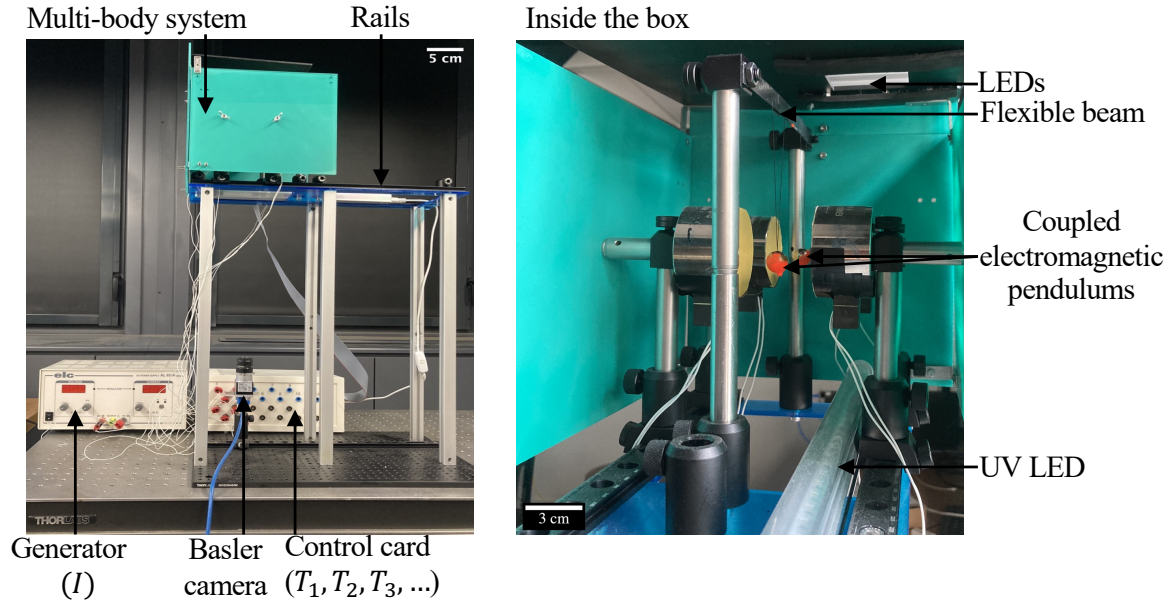 Multi-body system
Rails
Inside the box
5 cm
LEDs
Flexible beam
Coupled
electromagnetic
pendulums
elc
UV LED
3 cm
THORLABS
Generator
(I)
Basler
camera
Control card
(T₁, T₂, T₃, ...)